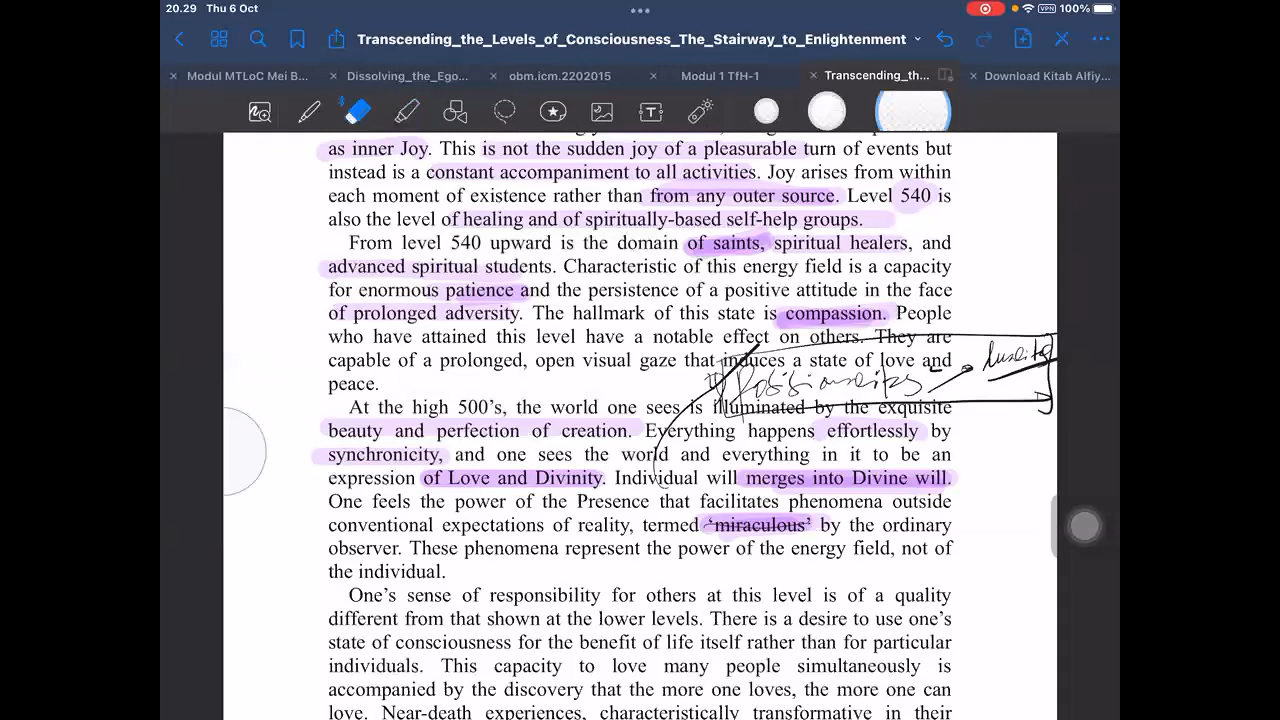 20.29 Thu 6 Oct
VPN 100%
Transcending_the_Levels_of_Consciousness_The_Stairway_to_Enlightenment
Modul MTLoC Mei B... Dissolving_the_Ego... obm.icm.2202015 Modul 1 TfH-1 Transcending_th... Download Kitab Alfiy...
as inner Joy. This is not the sudden joy of a pleasurable turn of events but
instead is a constant accompaniment to all activities. Joy arises from within
each moment of existence rather than from any outer source. Level 540 is
also the level of healing and of spiritually-based self-help groups.
From level 540 upward is the domain of saints, spiritual healers, and
advanced spiritual students. Characteristic of this energy field is a capacity
for enormous patience and the persistence of a positive attitude in the face
of prolonged adversity. The hallmark of this state is compassion. People
who have attained this level have a notable effect on others. They are
capable of a prolonged, open visual gaze that induces a state of love and
peace.
At the high 500's, the world one sees is illuminated by the exquisite
beauty and perfection of creation. Everything happens effortlessly by
synchronicity, and one sees the world and everything in it to be an
expression of Love and Divinity. Individual will merges into Divine will.
One feels the power of the Presence that facilitates phenomena outside
conventional expectations of reality, termed ‘miraculous’ by the ordinary
observer. These phenomena represent the power of the energy field, not of
the individual.
One’s sense of responsibility for others at this level is of a quality
different from that shown at the lower levels. There is a desire to use one’s
state of consciousness for the benefit of life itself rather than for particular
individuals. This capacity to love many people simultaneously is
accompanied by the discovery that the more one loves, the more one can
love. Near-death experiences, characteristically transformative in their